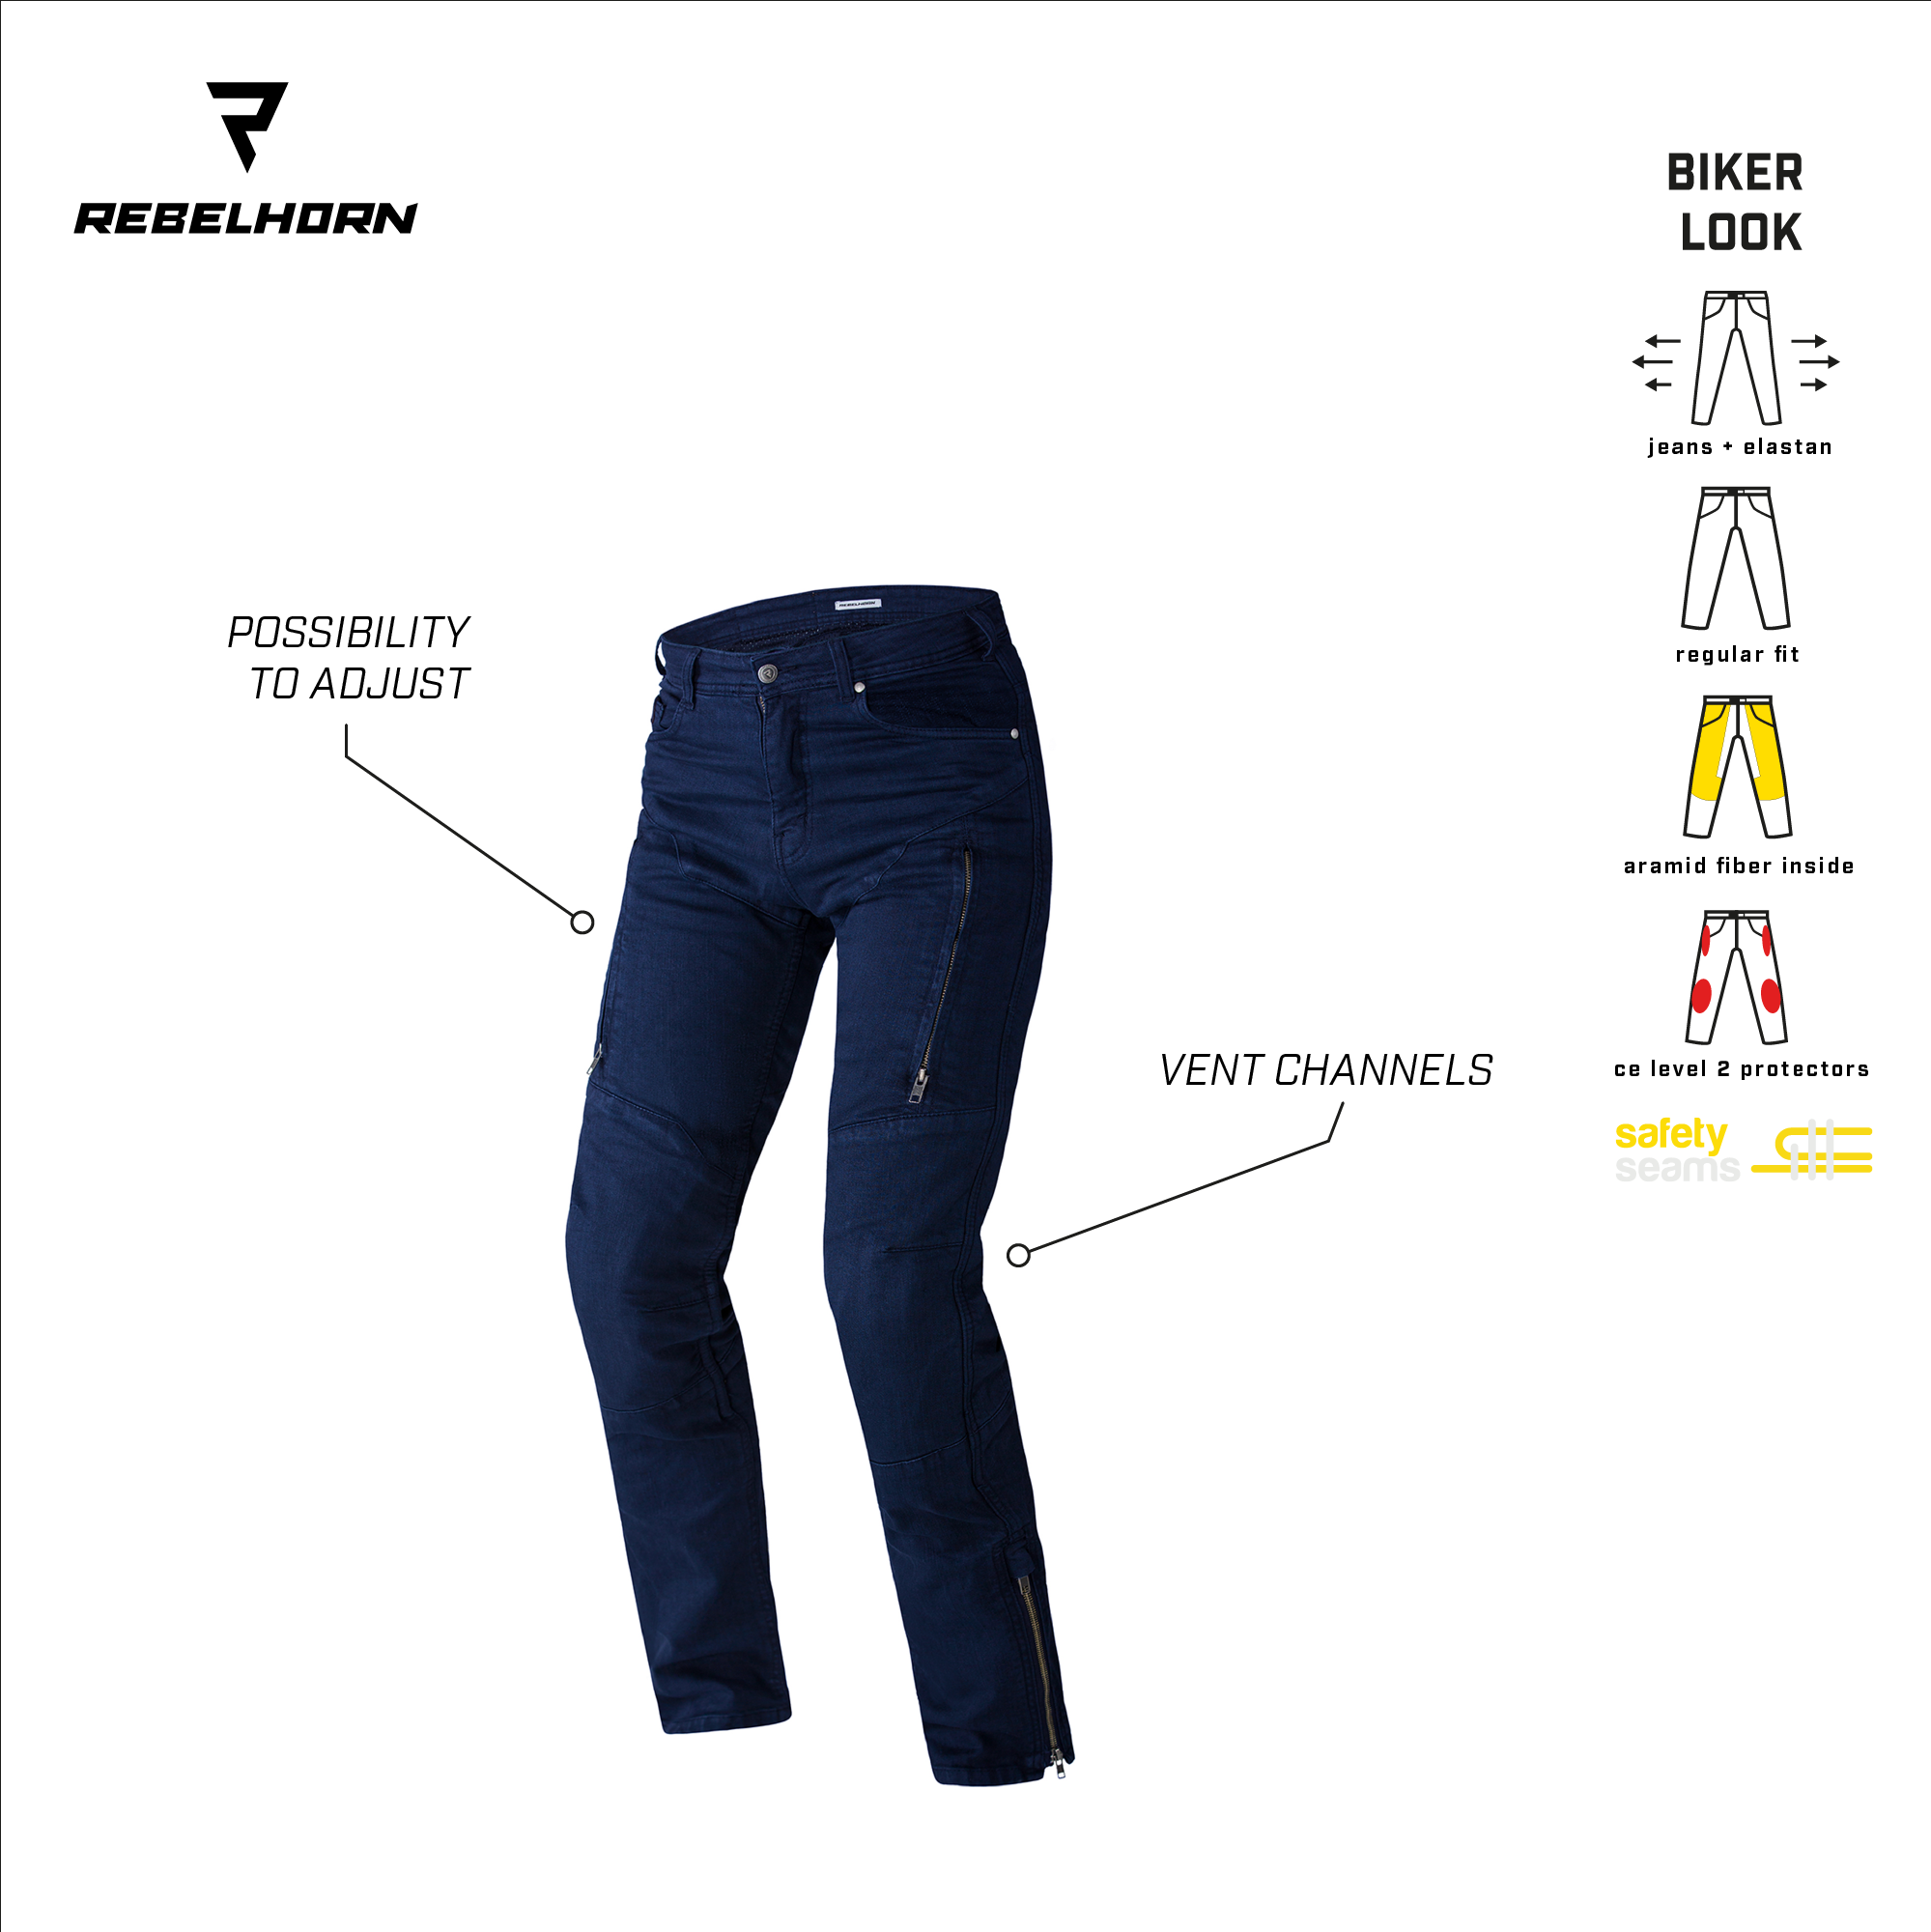 REBELHORN
BIKER
LOOK
jeans + elastan
regular fit
aramid fiber inside
ce level 2 protectors
safety
seams
POSSIBILITY
TO ADJUST
REBELHORN
VENT CHANNELS